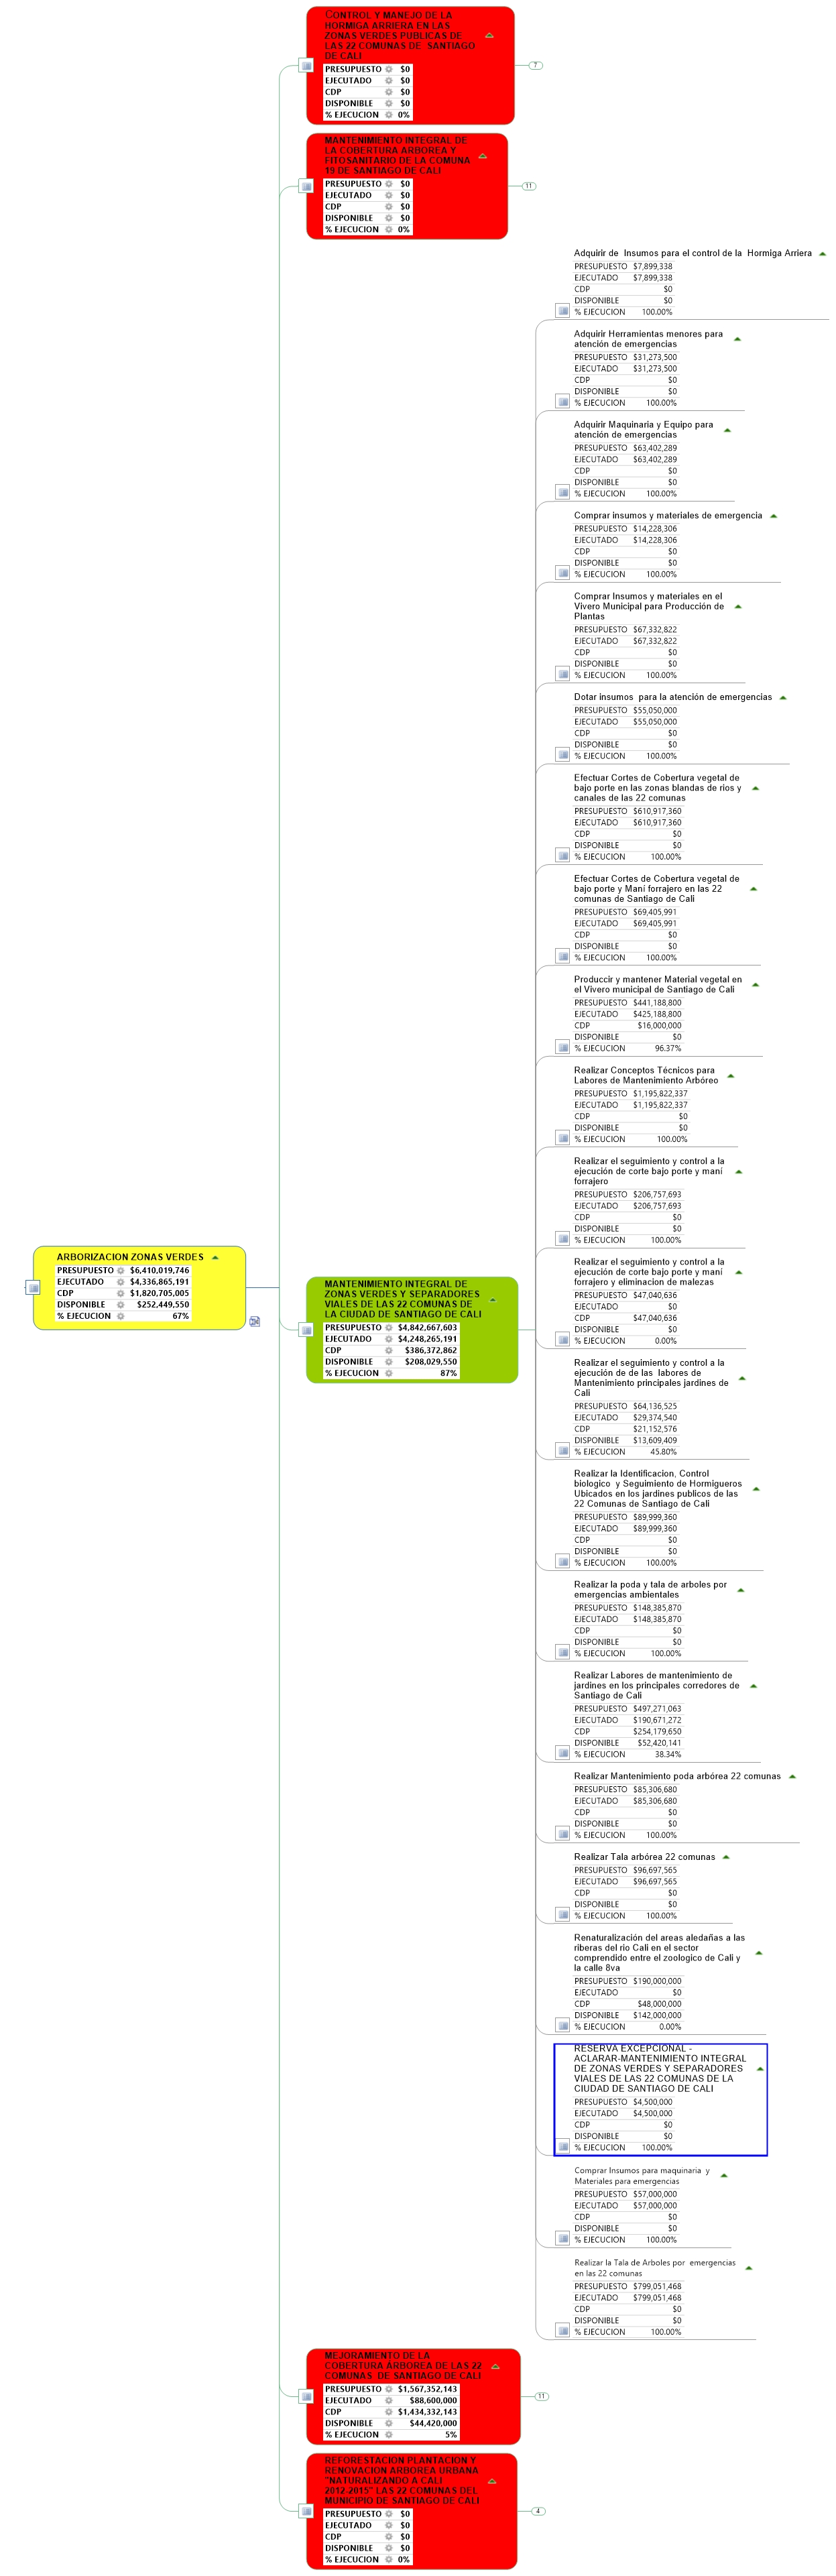 CONTROL Y MANEJO DE LA
HORMIGA ARRIERA EN LAS
ZONAS VERDES PUBLICAS DE
LAS 22 COMUNAS DE SANTIAGO
DE CALI
PRESUPUESTO $0
EJECUTADO $0
CDP $0
DISPONIBLE $0
% EJECUCION 0%
7
MANTENIMIENTO INTEGRAL DE
LA COBERTURA ARBOREA Y
FITOSANITARIO DE LA COMUNA
19 DE SANTIAGO DE CALI
PRESUPUESTO $0
EJECUTADO $0
CDP $0
DISPONIBLE $0
% EJECUCION 0%
11
ARBORIZACION ZONAS VERDES
PRESUPUESTO $6,410,019,746
EJECUTADO $4,336,865,191
CDP $1,820,705,005
DISPONIBLE $252,449,550
% EJECUCION 67%
MANTENIMIENTO INTEGRAL DE
ZONAS VERDES Y SEPARADORES
VIALES DE LAS 22 COMUNAS DE
LA CIUDAD DE SANTIAGO DE CALI
PRESUPUESTO $4,842,667,603
EJECUTADO $4,248,265,191
CDP $386,372,862
DISPONIBLE $208,029,550
% EJECUCION 87%
Adquirir de Insumos para el control de la Hormiga Arriera
PRESUPUESTO $7,899,338
EJECUTADO $7,899,338
CDP $0
DISPONIBLE $0
% EJECUCION 100.00%
Adquirir Herramientas menores para
atención de emergencias
PRESUPUESTO $31,273,500
EJECUTADO $31,273,500
CDP $0
DISPONIBLE $0
% EJECUCION 100.00%
Adquirir Maquinaria y Equipo para
atención de emergencias
PRESUPUESTO $63,402,289
EJECUTADO $63,402,289
CDP $0
DISPONIBLE $0
% EJECUCION 100.00%
Comprar insumos y materiales de emergencia
PRESUPUESTO $14,228,306
EJECUTADO $14,228,306
CDP $0
DISPONIBLE $0
% EJECUCION 100.00%
Comprar Insumos y materiales en el
Vivero Municipal para Producción de
Plantas
PRESUPUESTO $67,332,822
EJECUTADO $67,332,822
CDP $0
DISPONIBLE $0
% EJECUCION 100.00%
Dotar insumos para la atención de emergencias
PRESUPUESTO $55,050,000
EJECUTADO $55,050,000
CDP $0
DISPONIBLE $0
% EJECUCION 100.00%
Efectuar Cortes de Cobertura vegetal de
bajo porte en las zonas blandas de rios y
canales de las 22 comunas
PRESUPUESTO $610,917,360
EJECUTADO $610,917,360
CDP $0
DISPONIBLE $0
% EJECUCION 100.00%
Efectuar Cortes de Cobertura vegetal de
bajo porte y Maní forrajero en las 22
comunas de Santiago de Cali
PRESUPUESTO $69,405,991
EJECUTADO $69,405,991
CDP $0
DISPONIBLE $0
% EJECUCION 100.00%
Produccir y mantener Material vegetal en
el Vivero municipal de Santiago de Cali
PRESUPUESTO $441,188,800
EJECUTADO $425,188,800
CDP $16,000,000
DISPONIBLE $0
% EJECUCION 96.37%
Realizar Conceptos Técnicos para
Labores de Mantenimiento Arbóreo
PRESUPUESTO $1,195,822,337
EJECUTADO $1,195,822,337
CDP $0
DISPONIBLE $0
% EJECUCION 100.00%
Realizar el seguimiento y control a la
ejecución de corte bajo porte y maní
forrajero
PRESUPUESTO $206,757,693
EJECUTADO $206,757,693
CDP $0
DISPONIBLE $0
% EJECUCION 100.00%
Realizar el seguimiento y control a la
ejecución de corte bajo porte y maní
forrajero y eliminacion de malezas
PRESUPUESTO $47,040,636
EJECUTADO $0
CDP $47,040,636
DISPONIBLE $0
% EJECUCION 0.00%
Realizar el seguimiento y control a la
ejecución de de las labores de
Mantenimiento principales jardines de
Cali
PRESUPUESTO $64,136,525
EJECUTADO $29,374,540
CDP $21,152,576
DISPONIBLE $13,609,409
% EJECUCION 45.80%
Realizar la Identificacion, Control
biologico y Seguimiento de Hormigueros
Ubicados en los jardines publicos de las
22 Comunas de Santiago de Cali
PRESUPUESTO $89,999,360
EJECUTADO $89,999,360
CDP $0
DISPONIBLE $0
% EJECUCION 100.00%
Realizar la poda y tala de arboles por
emergencias ambientales
PRESUPUESTO $148,385,870
EJECUTADO $148,385,870
CDP $0
DISPONIBLE $0
% EJECUCION 100.00%
Realizar Labores de mantenimiento de
jardines en los principales corredores de
Santiago de Cali
PRESUPUESTO $497,271,063
EJECUTADO $190,671,272
CDP $254,179,650
DISPONIBLE $52,420,141
% EJECUCION 38.34%
Realizar Mantenimiento poda arbórea 22 comunas
PRESUPUESTO $85,306,680
EJECUTADO $85,306,680
CDP $0
DISPONIBLE $0
% EJECUCION 100.00%
Realizar Tala arbórea 22 comunas
PRESUPUESTO $96,697,565
EJECUTADO $96,697,565
CDP $0
DISPONIBLE $0
% EJECUCION 100.00%
Renaturalización del areas aledañas a las
riberas del rio Cali en el sector
comprendido entre el zoologico de Cali y
la calle 8va
PRESUPUESTO $190,000,000
EJECUTADO $0
CDP $48,000,000
DISPONIBLE $142,000,000
% EJECUCION 0.00%
RESERVA EXCEPCIONAL -
ACLARAR-MANTENIMIENTO INTEGRAL
DE ZONAS VERDES Y SEPARADORES
VIALES DE LAS 22 COMUNAS DE LA
CIUDAD DE SANTIAGO DE CALI
PRESUPUESTO $4,500,000
EJECUTADO $4,500,000
CDP $0
DISPONIBLE $0
% EJECUCION 100.00%
Comprar Insumos para maquinaria y
Materiales para emergencias
PRESUPUESTO $57,000,000
EJECUTADO $57,000,000
CDP $0
DISPONIBLE $0
% EJECUCION 100.00%
Realizar la Tala de Arboles por emergencias
en las 22 comunas
PRESUPUESTO $799,051,468
EJECUTADO $799,051,468
CDP $0
DISPONIBLE $0
% EJECUCION 100.00%
MEJORAMIENTO DE LA
COBERTURA ÁRBOREA DE LAS 22
COMUNAS DE SANTIAGO DE CALI
PRESUPUESTO $1,567,352,143
EJECUTADO $88,600,000
CDP $1,434,332,143
DISPONIBLE $44,420,000
% EJECUCION 5%
11
REFORESTACION PLANTACION Y
RENOVACION ARBOREA URBANA
"NATURALIZANDO A CALI
2012-2015" LAS 22 COMUNAS DEL
MUNICIPIO DE SANTIAGO DE CALI
PRESUPUESTO $0
EJECUTADO $0
CDP $0
DISPONIBLE $0
% EJECUCION 0%
4